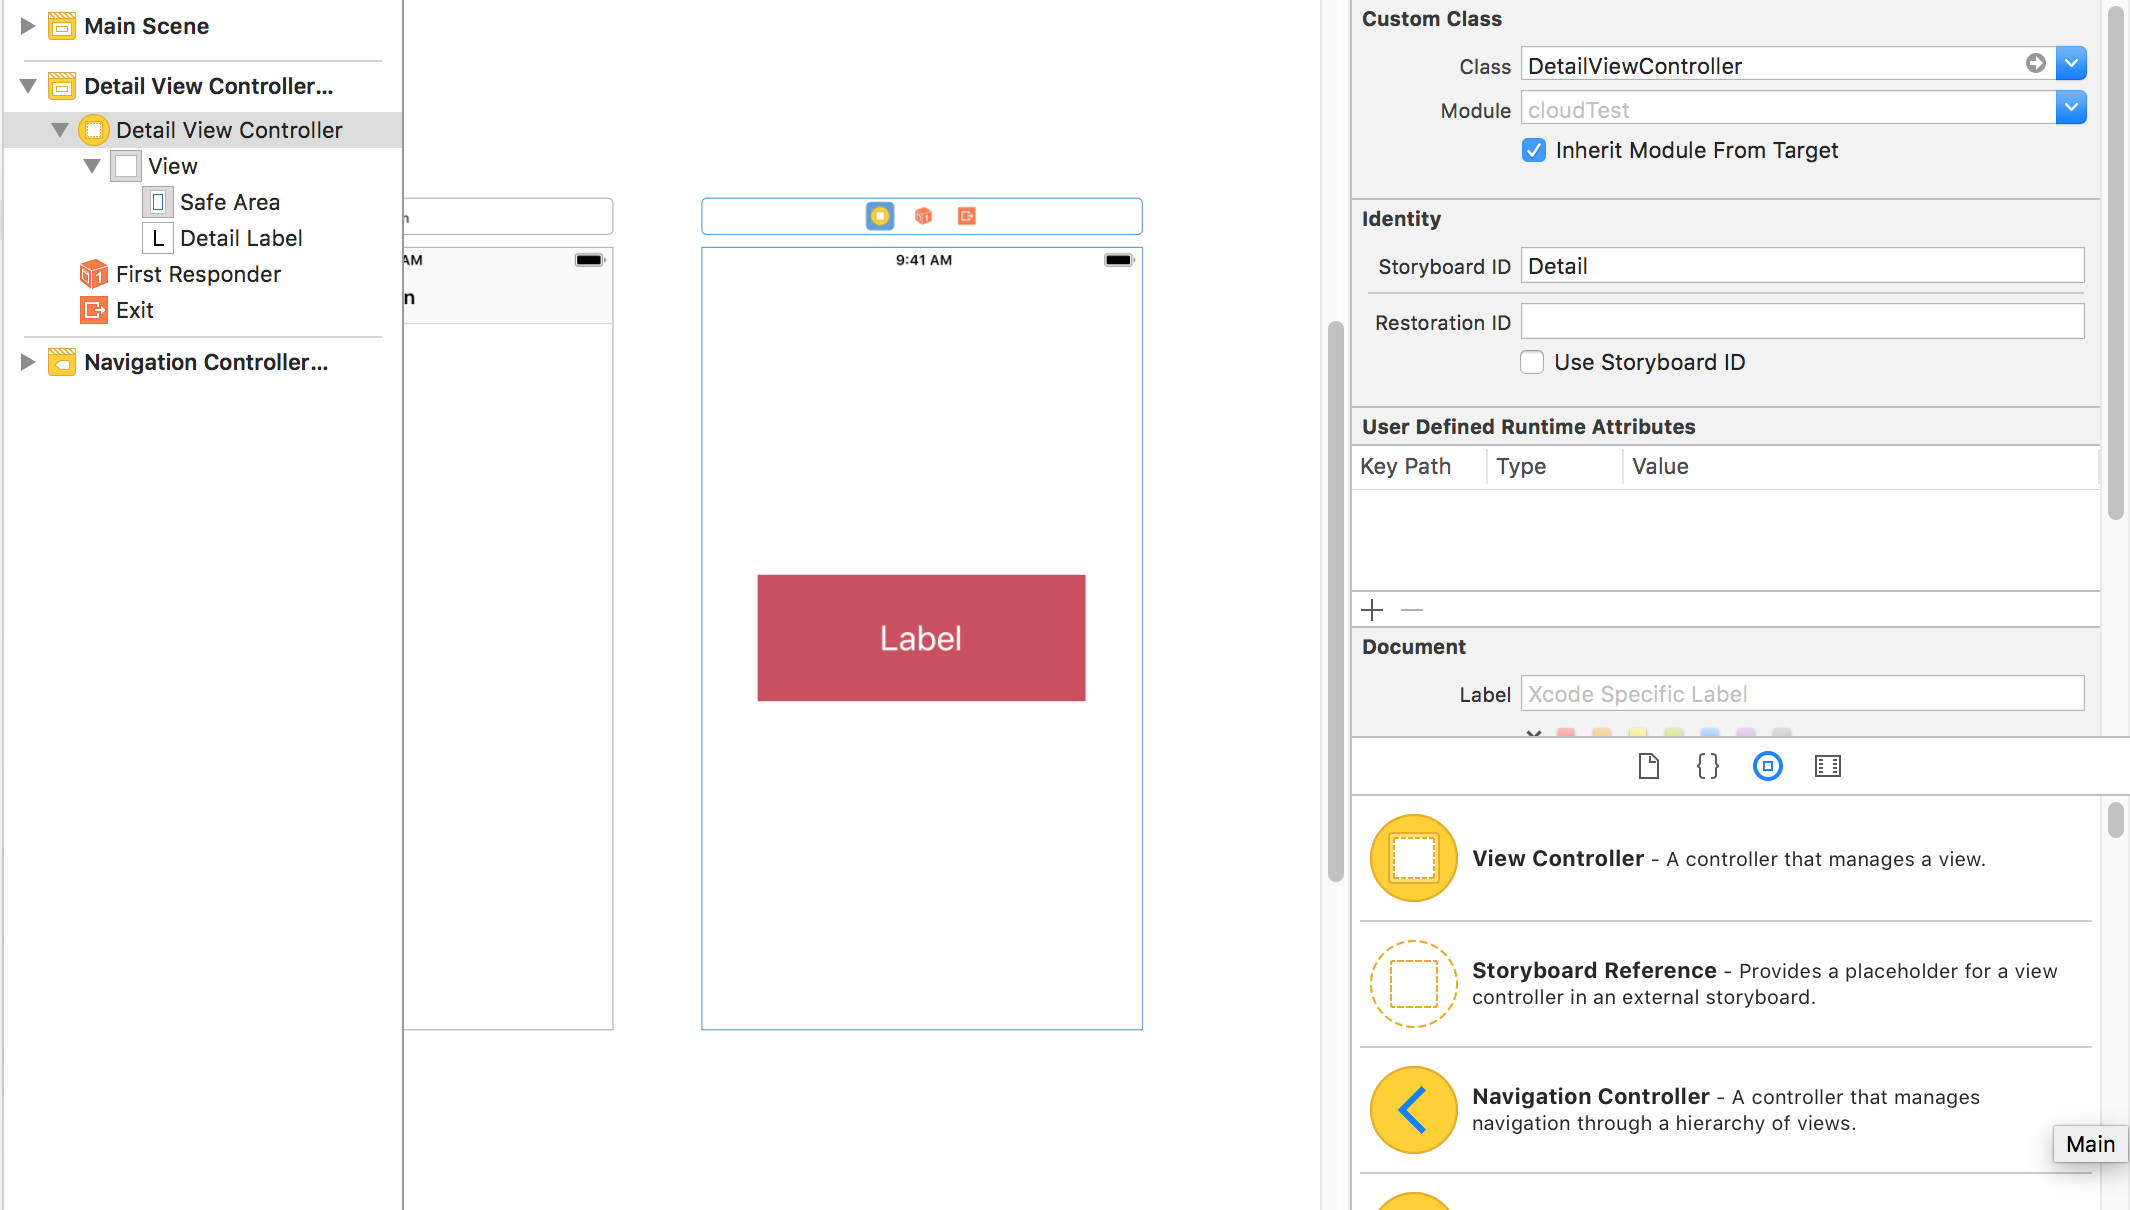 Main Scene
Detail View Controller...
Detail View Controller
View
Safe Area
L Detail Label
First Responder
Exit
Navigation Controller...
n
AM
n
9:41 AM
Label
Custom Class
Class DetailViewController
Module cloudTest
Inherit Module From Target
Identity
Storyboard ID Detail
Restoration ID
Use Storyboard ID
User Defined Runtime Attributes
Key Path Type Value
Document
Label Xcode Specific Label
{}
View Controller - A controller that manages a view.
Storyboard Reference - Provides a placeholder for a view
controller in an external storyboard.
Navigation Controller - A controller that manages
navigation through a hierarchy of views.
Main